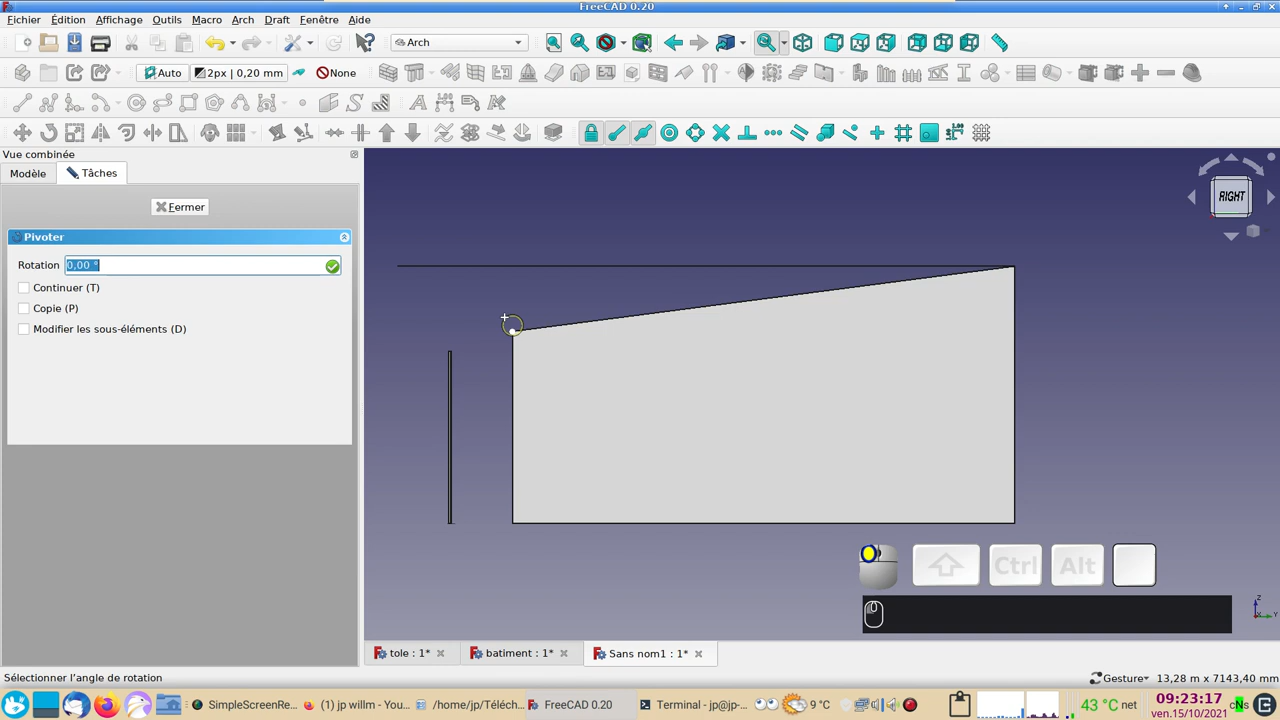 FreeCAD 0.20
Fichier Édition Affichage Outils Macro Arch Draft Fenêtre Aide
Arch
Auto 2px | 0,20 mm None
Vue combinée
Modèle Tâches
Fermer
Pivoter
Rotation 0,00 °
Continuer (T)
Copie (P)
Modifier les sous-éléments (D)
RIGHT
Ctrl Alt
Z
Y
tole : 1* batiment : 1* Sans nom1 : 1*
Sélectionner l'angle de rotation
Gesture 13,28 m x 7143,40 mm
SimpleScreenRe... (1) jp willm - You... /home/jp/Téléch... FreeCAD 0.20 Terminal - jp@jp-... 9°C 43 °C net 09:23:17
ven.15/10/2021
cNs